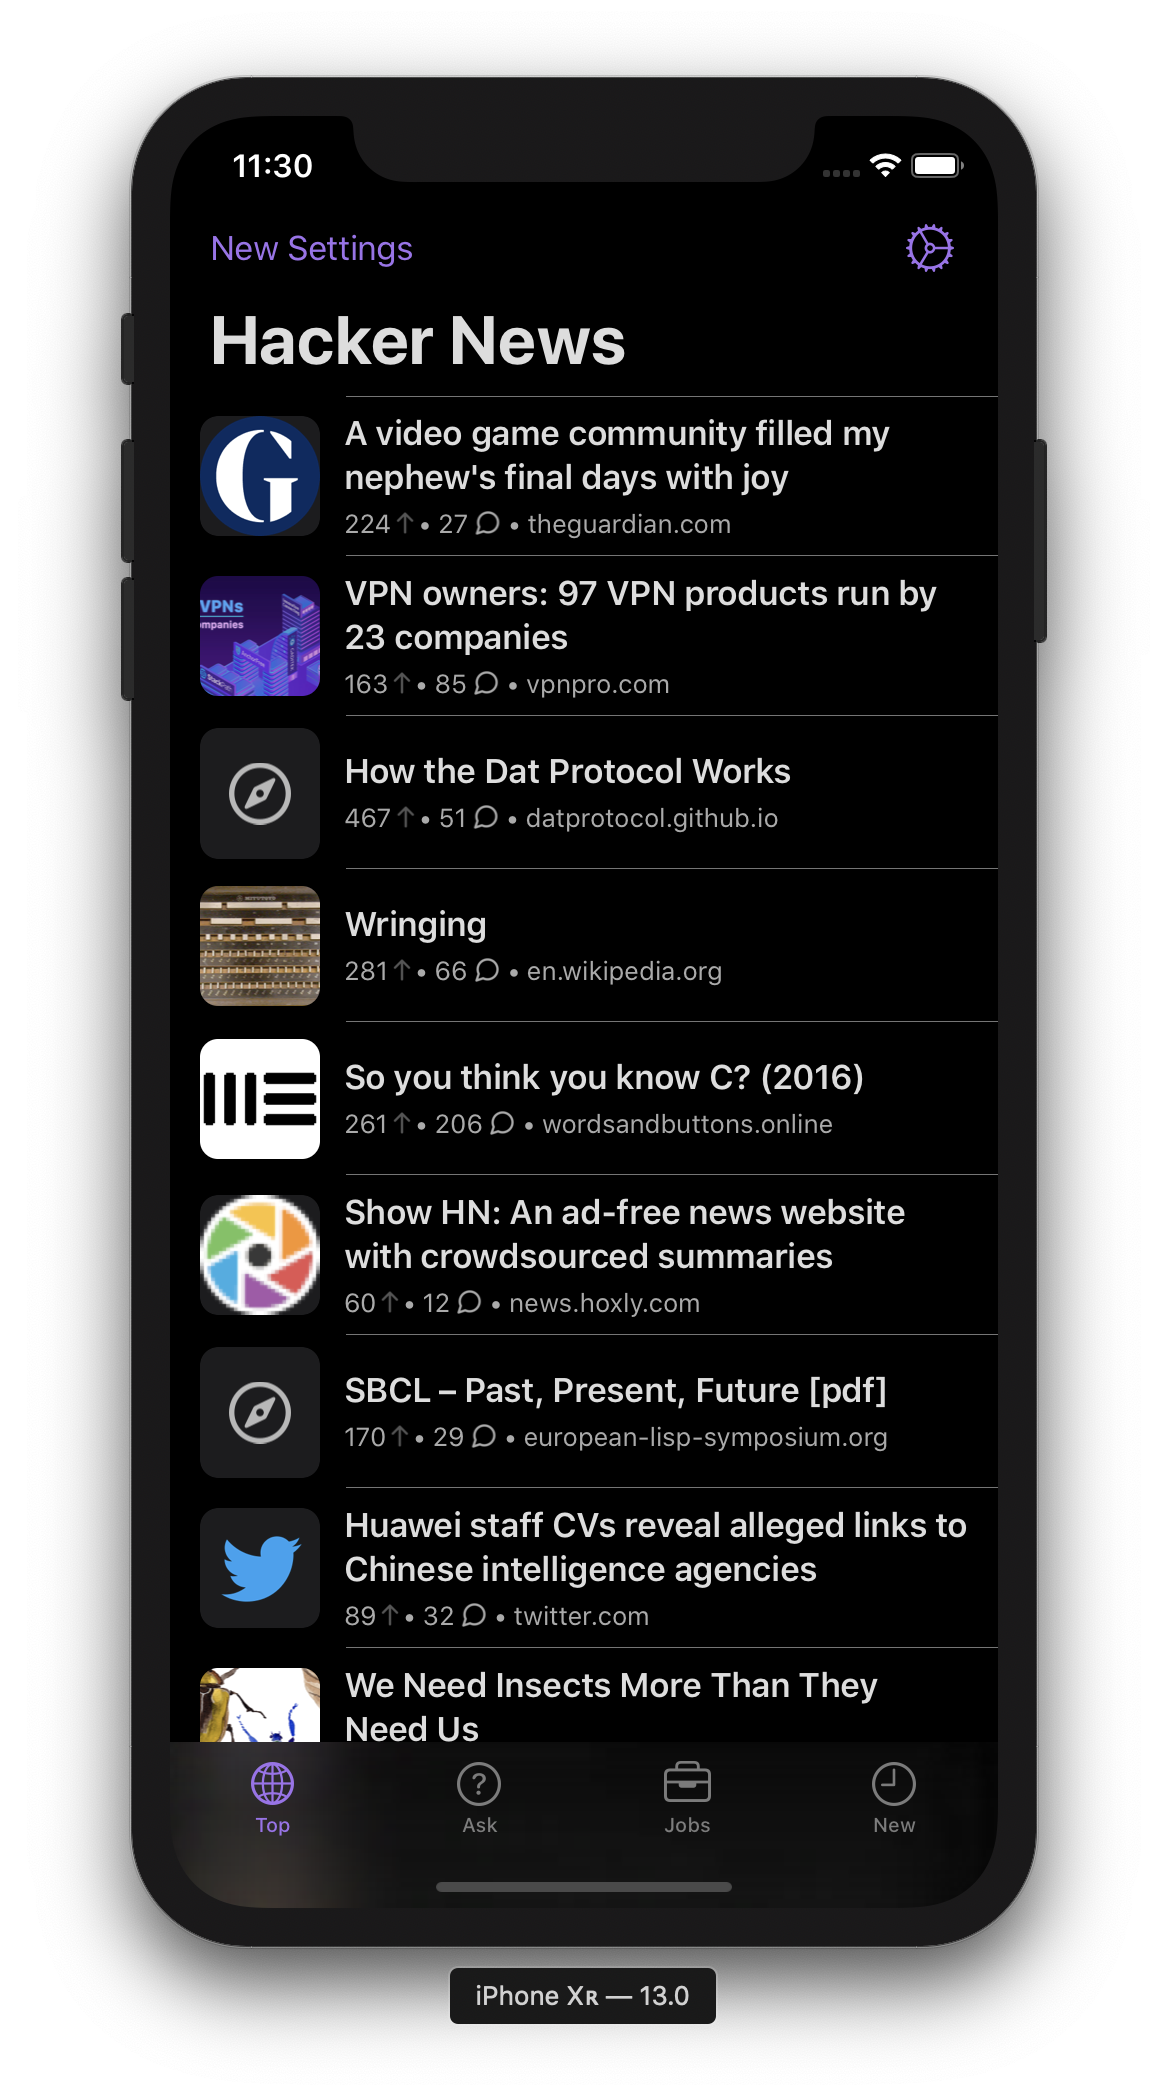 11:30
New Settings
Hacker News
G
A video game community filled my
nephew's final days with joy
224 • 27 • theguardian.com
VPNs
mpanies
VPN owners: 97 VPN products run by
23 companies
163 • 85 • vpnpro.com
How the Dat Protocol Works
467 • 51 • datprotocol.github.io
Wringing
281 • 66 • en.wikipedia.org
So you think you know C? (2016)
261 • 206 • wordsandbuttons.online
Show HN: An ad-free news website
with crowdsourced summaries
60 • 12 • news.hoxly.com
SBCL – Past, Present, Future [pdf]
170 • 29 • european-lisp-symposium.org
Huawei staff CVs reveal alleged links to
Chinese intelligence agencies
89 • 32 • twitter.com
We Need Insects More Than They
Need Us
Top
Ask
Jobs
New
iPhone Xʀ — 13.0